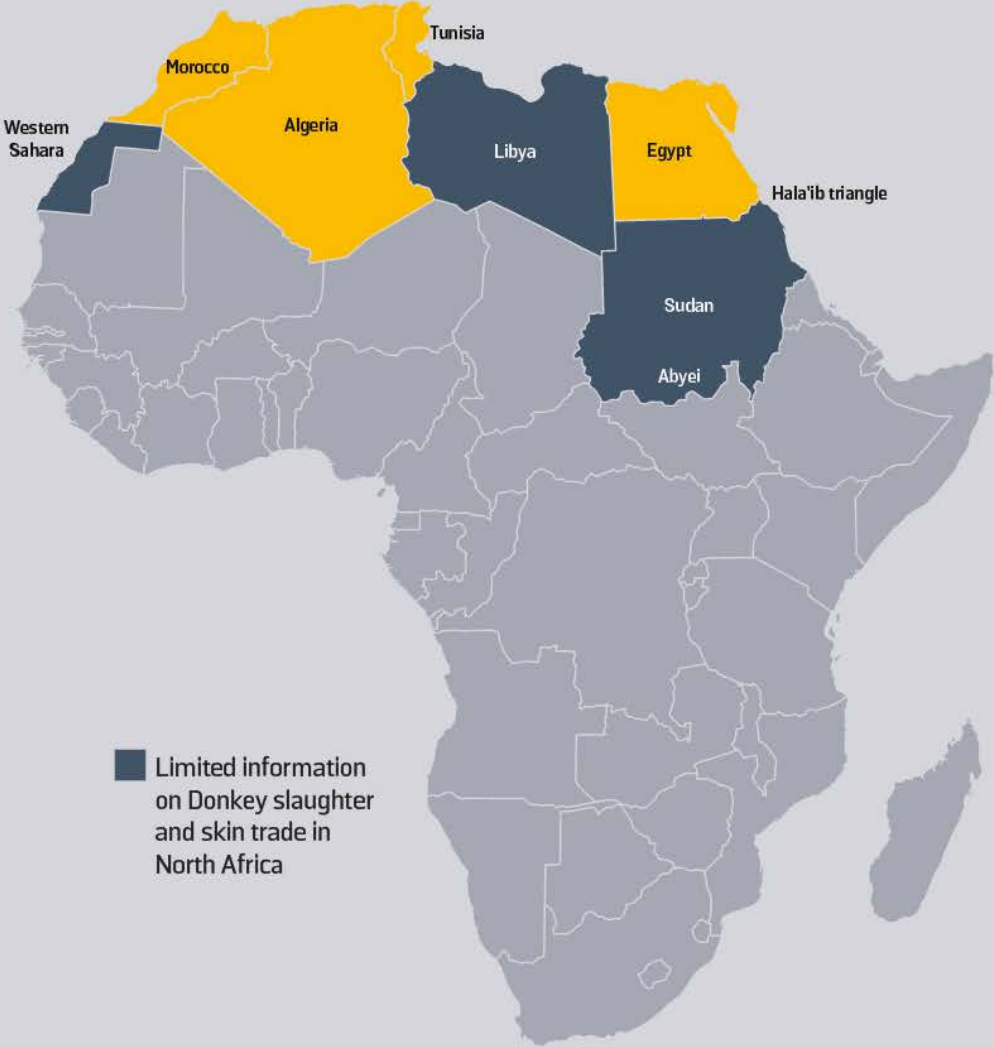 Tunisia
Morocco
Algeria
Western
Sahara
Libya
Egypt
Hala'ib triangle
Sudan
Abyei
Limited information
on Donkey slaughter
and skin trade in
North Africa